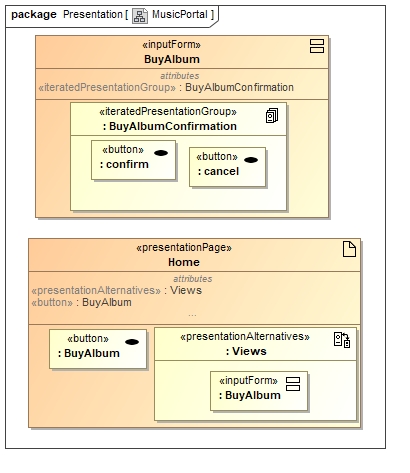 package Presentation [ MusicPortal ]
«inputForm»
BuyAlbum
attributes
«iteratedPresentationGroup» : BuyAlbumConfirmation
«iteratedPresentationGroup»
: BuyAlbumConfirmation
«button»
: confirm
«button»
: cancel
«presentationPage»
Home
attributes
«presentationAlternatives» : Views
«button» : BuyAlbum
...
«button»
: BuyAlbum
«presentationAlternatives»
: Views
«inputForm»
: BuyAlbum